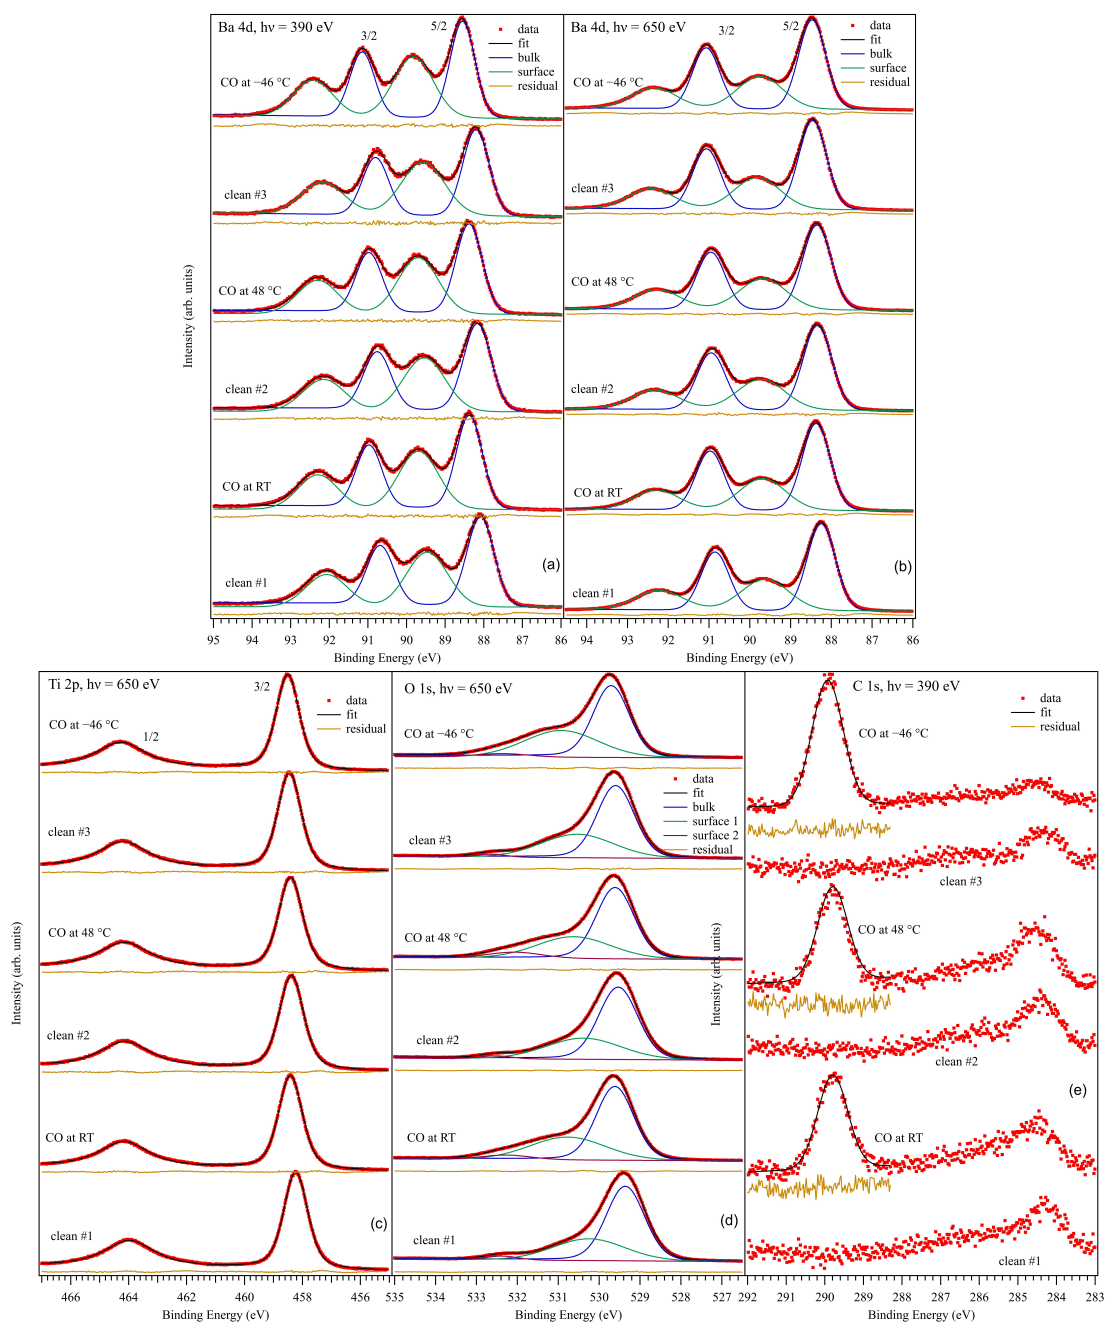 Ba 4d, hν = 390 eV
3/2
5/2
data
fit
bulk
surface
residual
CO at −46 °C
clean #3
CO at 48 °C
clean #2
CO at RT
clean #1
(a)
Intensity (arb. units)
95 94 93 92 91 90 89 88 87 86
Binding Energy (eV)
Ba 4d, hν = 650 eV
3/2
5/2
data
fit
bulk
surface
residual
CO at −46 °C
clean #3
CO at 48 °C
clean #2
CO at RT
clean #1
(b)
94 93 92 91 90 89 88 87 86
Binding Energy (eV)
Ti 2p, hν = 650 eV
3/2
1/2
data
fit
residual
CO at −46 °C
clean #3
CO at 48 °C
clean #2
CO at RT
clean #1
(c)
Intensity (arb. units)
466 464 462 460 458 456
Binding Energy (eV)
O 1s, hν = 650 eV
CO at −46 °C
data
fit
bulk
surface 1
surface 2
residual
clean #3
CO at 48 °C
clean #2
CO at RT
clean #1
(d)
535 534 533 532 531 530 529 528 527
Binding Energy (eV)
C 1s, hν = 390 eV
data
fit
residual
CO at −46 °C
clean #3
CO at 48 °C
clean #2
CO at RT
clean #1
(e)
Intensity (arb. units)
292 291 290 289 288 287 286 285 284 283
Binding Energy (eV)